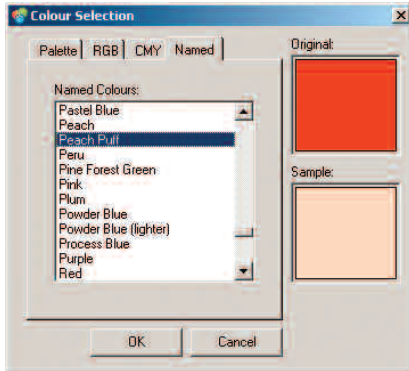 Colour Selection
Palette RGB CMY Named
Named Colours:
Pastel Blue
Peach
Peach Puff
Peru
Pine Forest Green
Pink
Plum
Powder Blue
Powder Blue (lighter)
Process Blue
Purple
Red
Original:
Sample:
OK Cancel